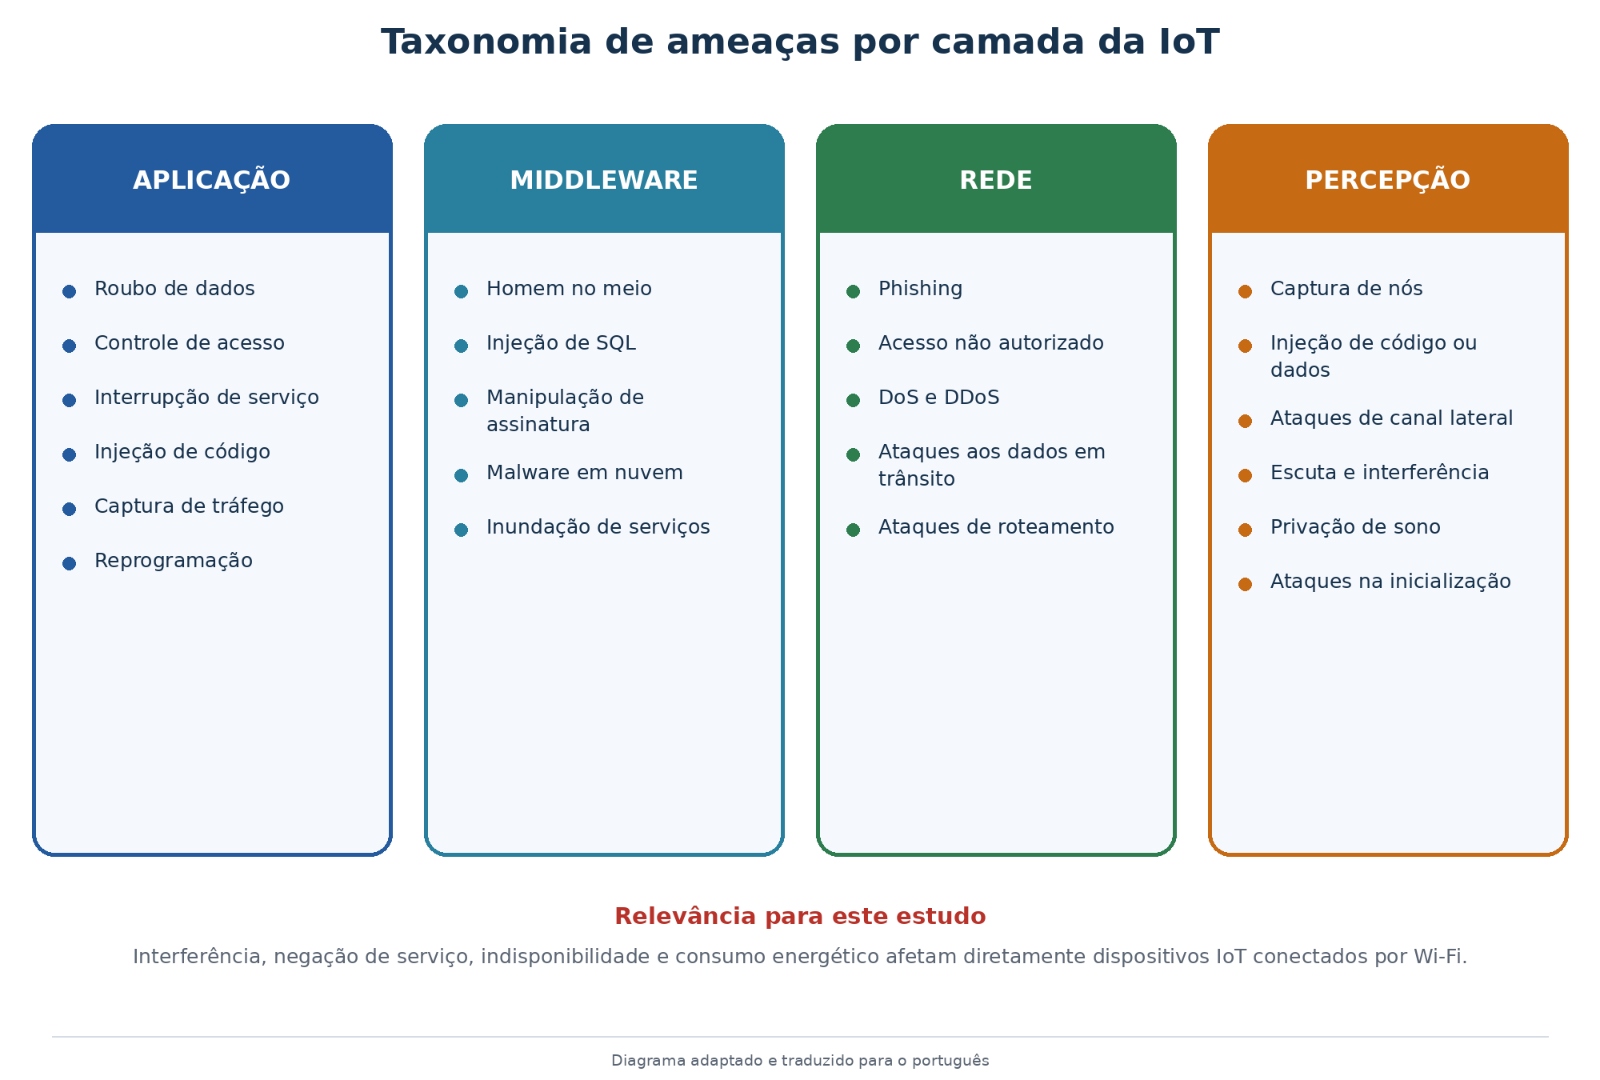 Taxonomia de ameaças por camada da IoT
APLICAÇÃO
Roubo de dados
Controle de acesso
Interrupção de serviço
Injeção de código
Captura de tráfego
Reprogramação
MIDDLEWARE
Homem no meio
Injeção de SQL
Manipulação de
assinatura
Malware em nuvem
Inundação de serviços
REDE
Phishing
Acesso não autorizado
DoS e DDoS
Ataques aos dados em
trânsito
Ataques de roteamento
PERCEPÇÃO
Captura de nós
Injeção de código ou
dados
Ataques de canal lateral
Escuta e interferência
Privação de sono
Ataques na inicialização
Relevância para este estudo
Interferência, negação de serviço, indisponibilidade e consumo energético afetam diretamente dispositivos IoT conectados por Wi-Fi.
Diagrama adaptado e traduzido para o português